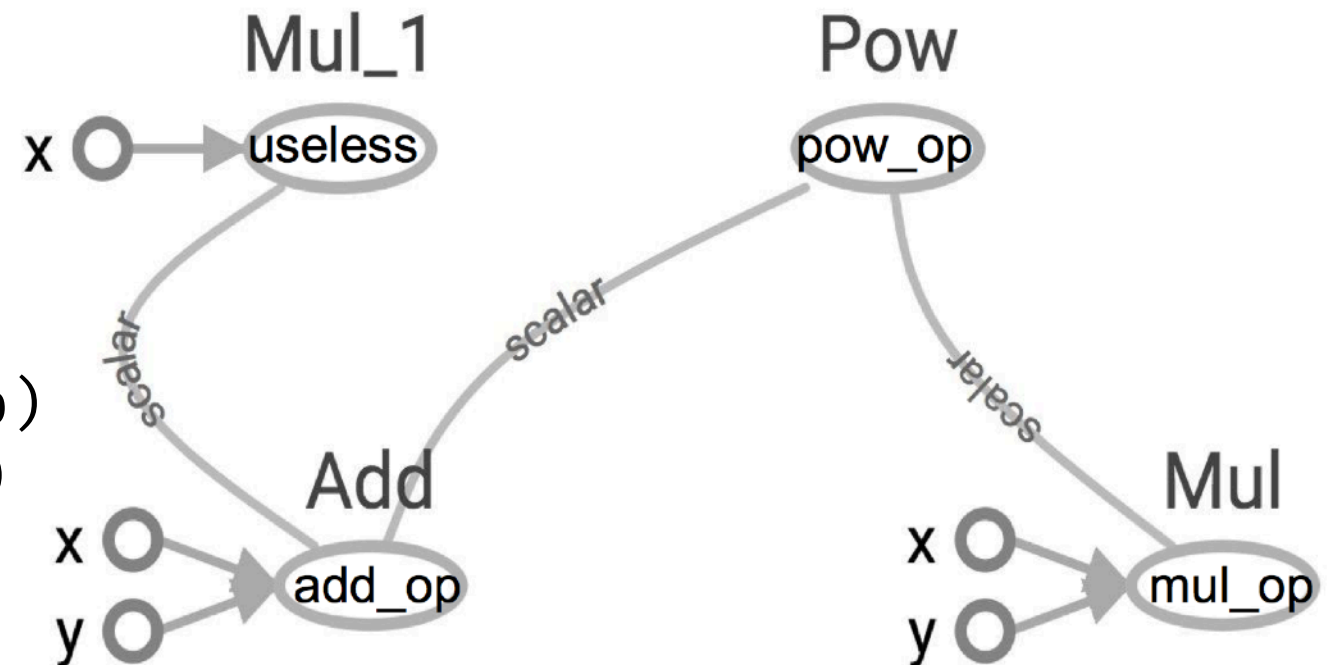 Mul_1
Pow
x
useless
pow_op
scalar
scalar
scalar
)
)
Add
Mul
x
x
add_op
mul_op
y
y